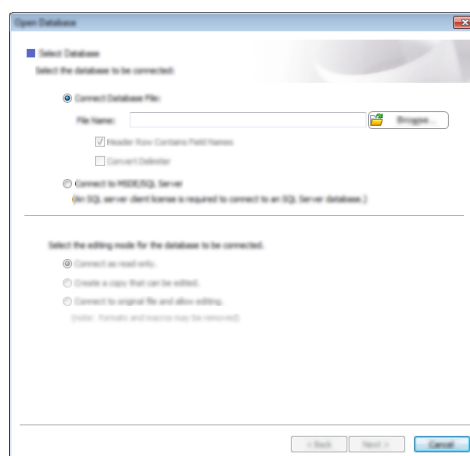 Open Database
Select Database
Select the database to be connected:
Connect Database File:
File Name:
Browse...
Header Row Contains Field Names
Convert Delimiter
Connect to MSDE/SQL Server
(An SQL server client license is required to connect to an SQL Server database.)
Select the editing mode for the database to be connected.
Connect as read-only.
Create a copy that can be edited.
Connect to original file and allow editing.
(note: formats and macros may be removed)
< Back
Next >
Cancel